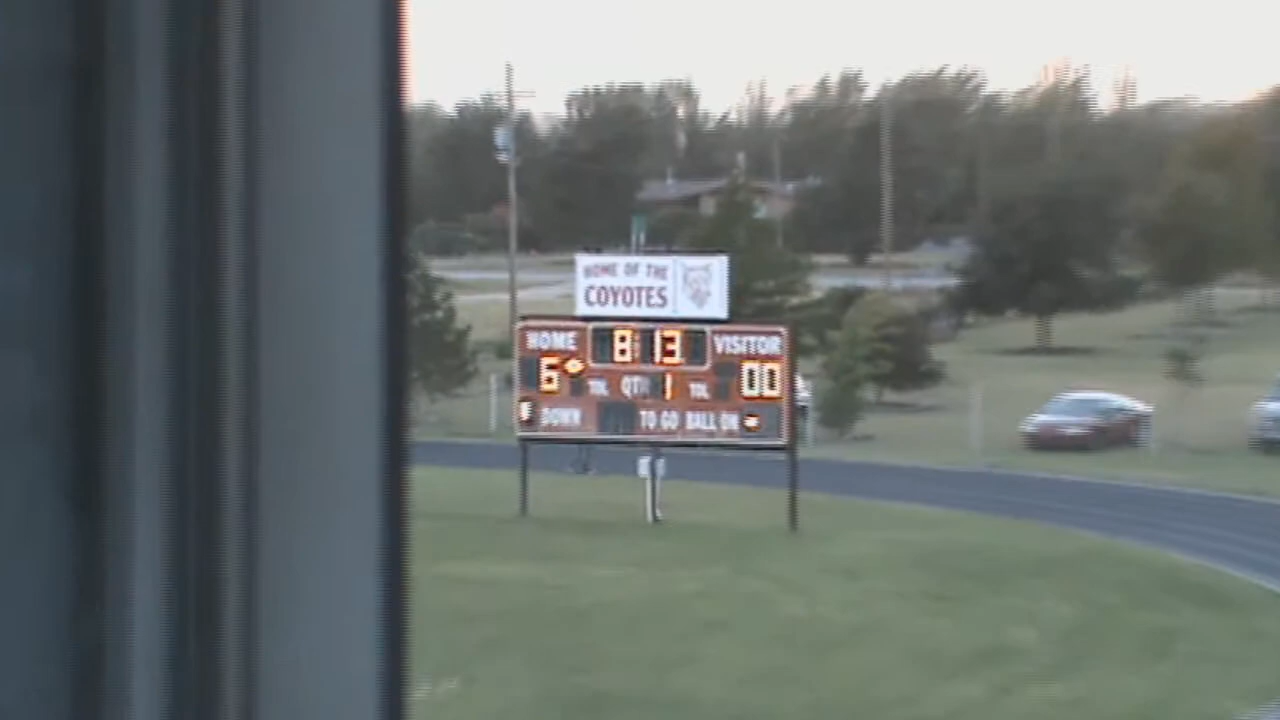 HOME OF THE
COYOTES
HOME 8:13 VISITOR
6 TOL QTR 1 TOL 00
DOWN TO GO BALL ON